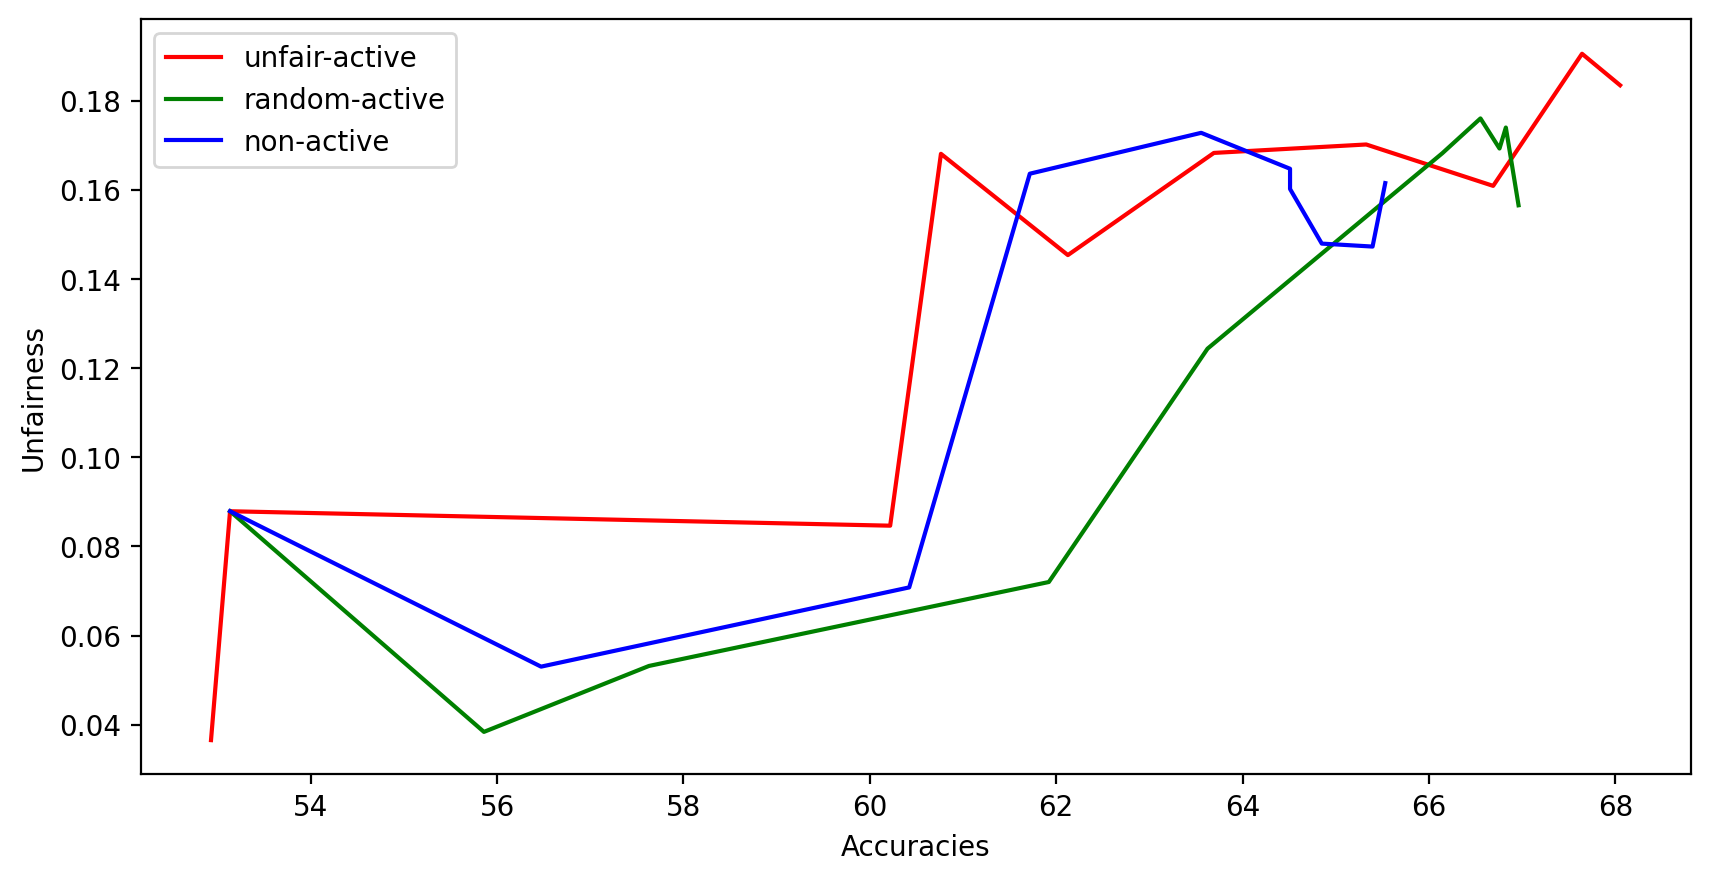 unfair-active
random-active
non-active
0.18
0.16
0.14
0.12
0.10
0.08
0.06
0.04
Unfairness
54 56 58 60 62 64 66 68
Accuracies